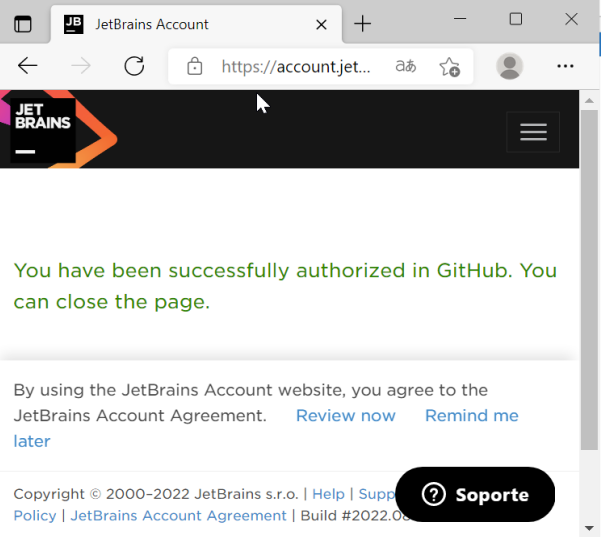 JB
JetBrains Account
https://account.jet...
aあ
JET
BRAINS
You have been successfully authorized in GitHub. You
can close the page.
By using the JetBrains Account website, you agree to the
JetBrains Account Agreement. Review now Remind me
later
Copyright © 2000–2022 JetBrains s.r.o. | Help | Supp
Policy | JetBrains Account Agreement | Build #2022.0
? Soporte